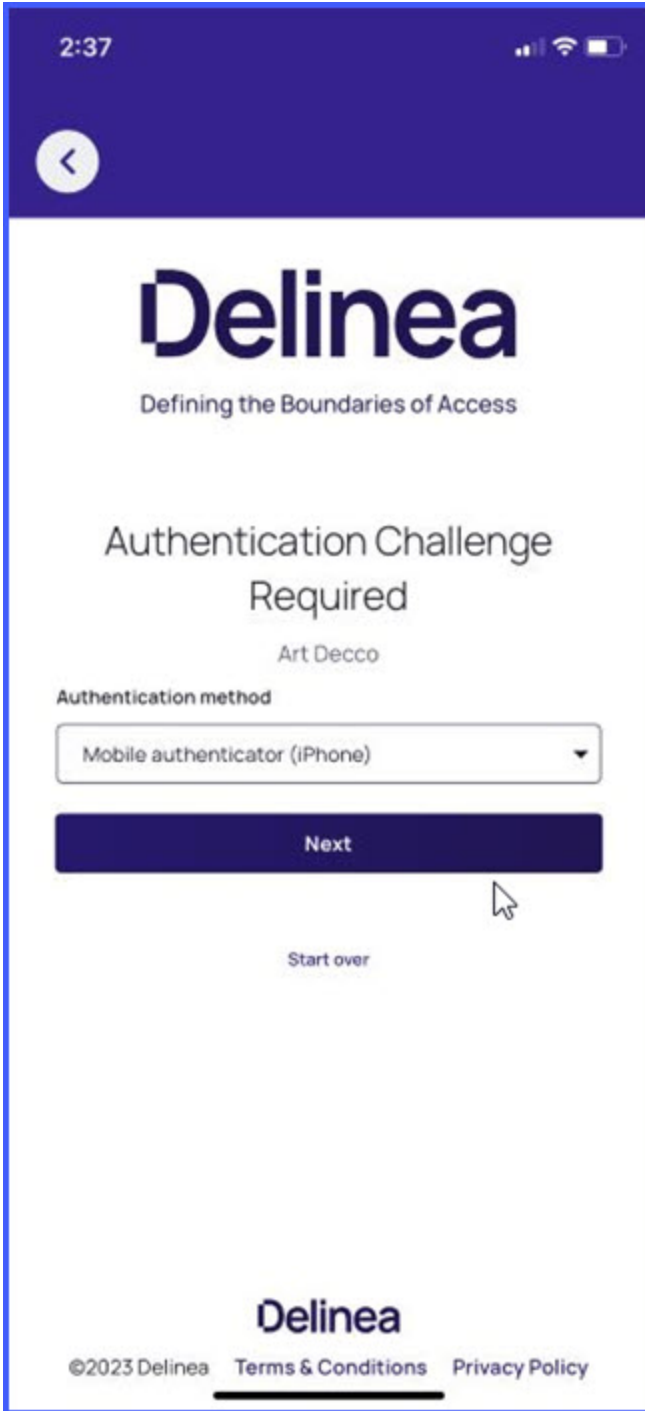 2:37
Delinea
Defining the Boundaries of Access
Authentication Challenge
Required
Art Decco
Authentication method
Mobile authenticator (iPhone)
Next
Start over
Delinea
©2023 Delinea Terms & Conditions Privacy Policy